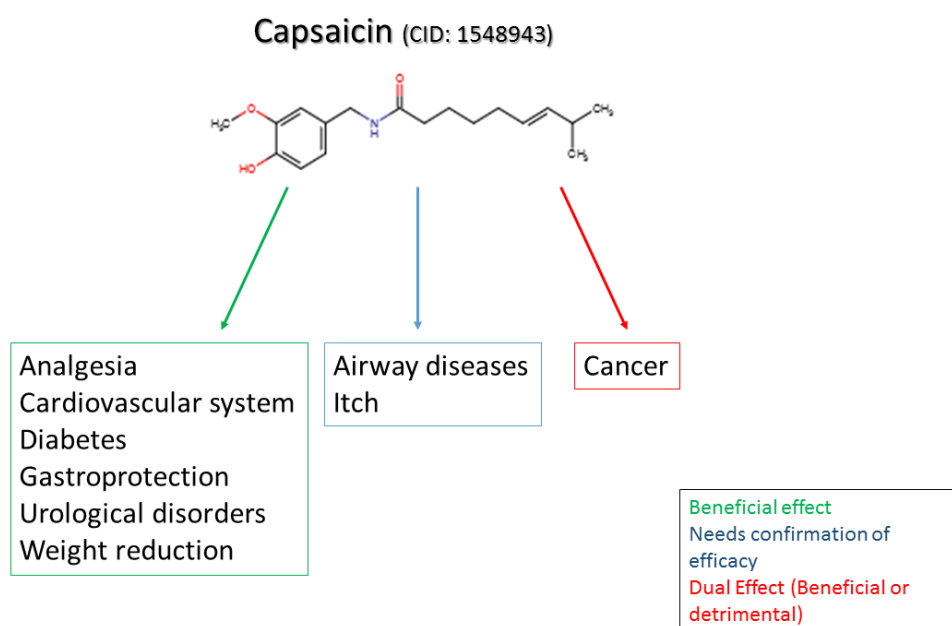 Capsaicin (CID: 1548943)
O
H₃C
O
N
H
CH₃
HO
CH₃
Analgesia
Cardiovascular system
Diabetes
Gastroprotection
Urological disorders
Weight reduction
Airway diseases
Itch
Cancer
Beneficial effect
Needs confirmation of
efficacy
Dual Effect (Beneficial or
detrimental)